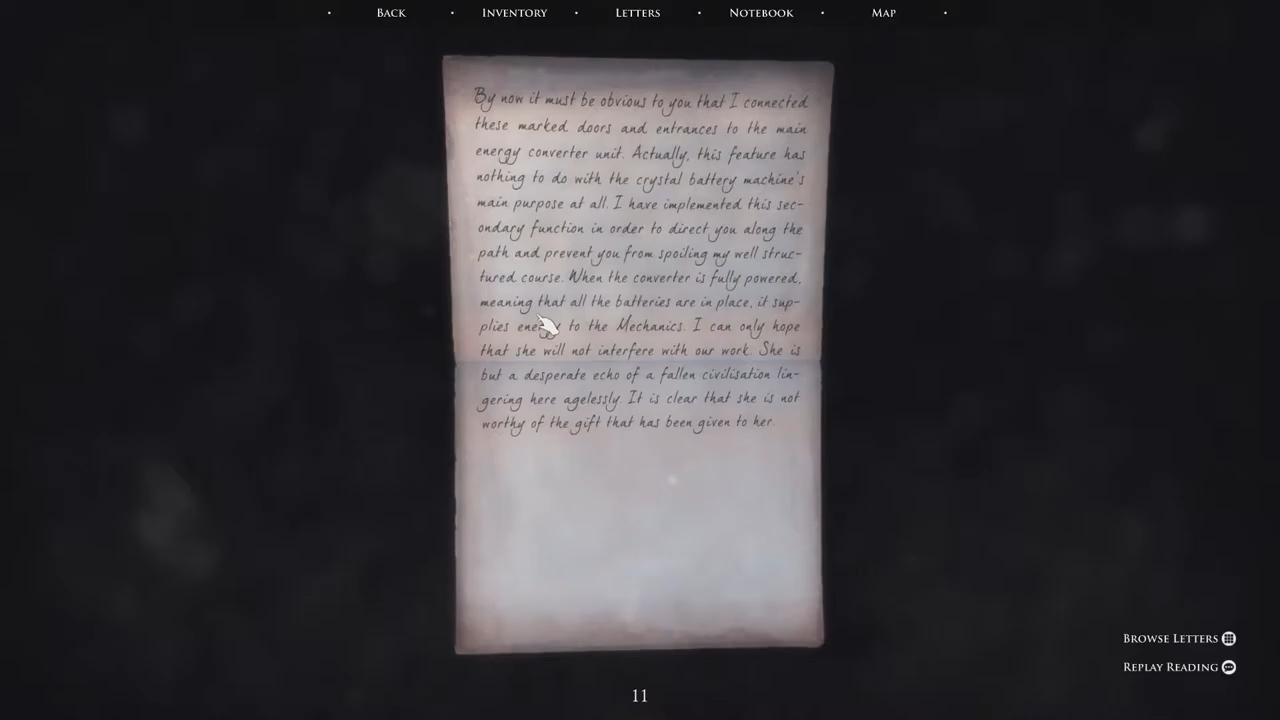 BACK
INVENTORY
LETTERS
NOTEBOOK
MAP
By now it must be obvious to you that I connected
these marked doors and entrances to the main
energy converter unit. Actually, this feature has
nothing to do with the crystal battery machine's
main purpose at all. I have implemented this sec-
ondary function in order to direct you along the
path and prevent you from spoiling my well struc-
tured course. When the converter is fully powered,
meaning that all the batteries are in place, it sup-
plies to the Mechanics. I can only hope
that she will not interfere with our work. She is
but a desperate echo of a fallen civilisation lin-
gering here agelessly. It is clear that she is not
worthy of the gift that has been given to her.
BROWSE LETTERS
REPLAY READING
11